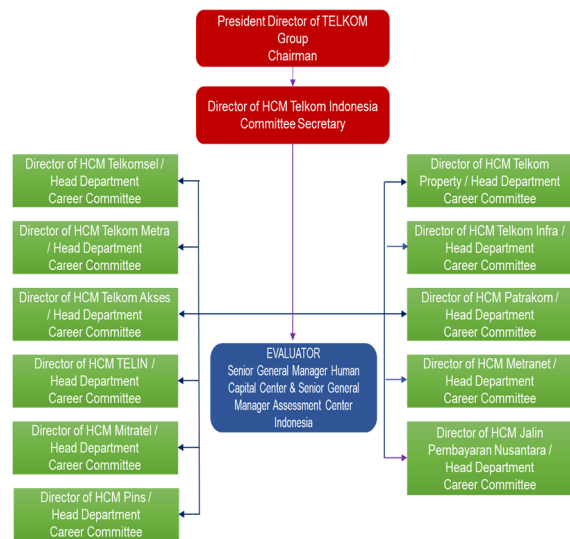 President Director of TELKOM
Group
Chairman
Director of HCM Telkom Indonesia
Committee Secretary
Director of HCM Telkomsel /
Head Department
Career Committee
Director of HCM Telkom Metra
/ Head Department
Career Committee
Director of HCM Telkom Akses
/ Head Department
Career Committee
Director of HCM TELIN /
Head Department
Career Committee
Director of HCM Mitratel /
Head Department
Career Committee
Director of HCM Pins /
Head Department
Career Committee
EVALUATOR
Senior General Manager Human
Capital Center & Senior General
Manager Assessment Center
Indonesia
Director of HCM Telkom
Property / Head Department
Career Committee
Director of HCM Telkom Infra /
Head Department
Career Committee
Director of HCM Patrakom /
Head Department
Career Committee
Director of HCM Metranet /
Head Department
Career Committee
Director of HCM Jalin
Pembayaran Nusantara /
Head Department
Career Committee